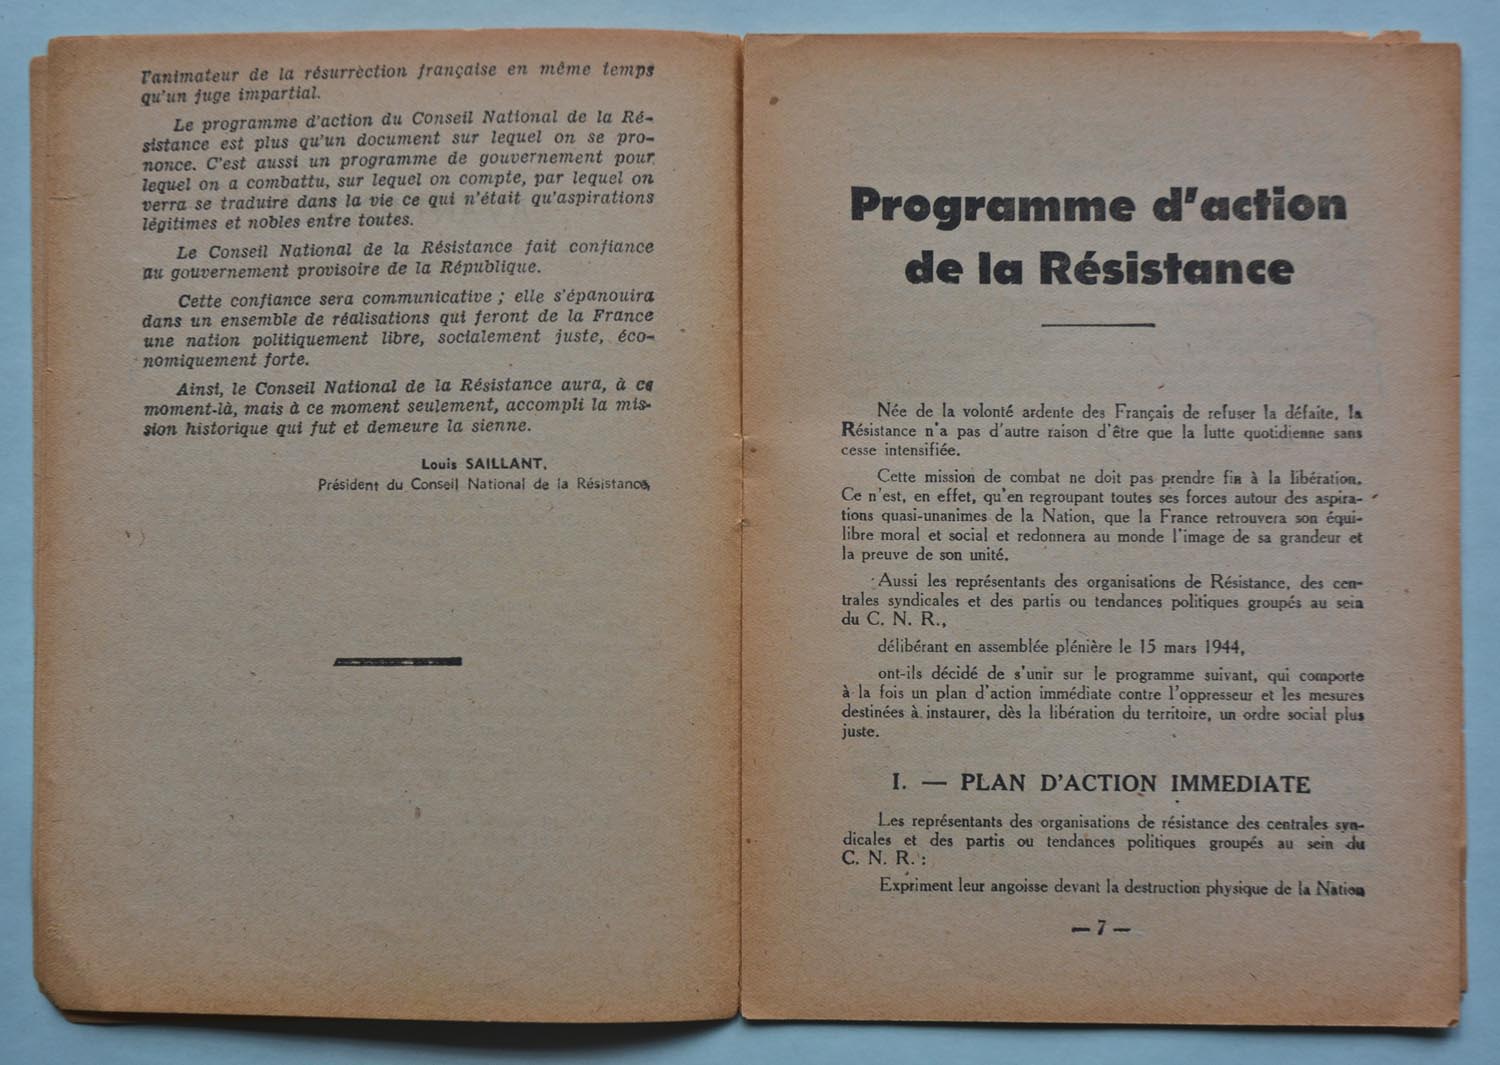 l'animateur de la résurrèction française en même temps
qu'un juge impartial.
Le programme d'action du Conseil National de la Ré-
sistance est plus qu'un document sur lequel on se pro-
nonce. C'est aussi un programme de gouvernement pour
lequel on a combattu, sur lequel on compte, par lequel on
verra se traduire dans la vie ce qui n'était qu'aspirations
légitimes et nobles entre toutes.
Le Conseil National de la Résistance fait confiance
au gouvernement provisoire de la République.
Cette confiance sera communicative ; elle s'épanouira
dans un ensemble de réalisations qui feront de la France
une nation politiquement libre, socialement juste, éco-
nomiquement forte.
Ainsi, le Conseil National de la Résistance aura, à ce
moment-là, mais à ce moment seulement, accompli la mis-
sion historique qui fut et demeure la sienne.
Louis SAILLANT,
Président du Conseil National de la Résistance,
Programme d'action
de la Résistance
Née de la volonté ardente des Français de refuser la défaite, la
Résistance n'a pas d'autre raison d'être que la lutte quotidienne sans
cesse intensifiée.
Cette mission de combat ne doit pas prendre fin à la libération.
Ce n'est, en effet, qu'en regroupant toutes ses forces autour des aspira-
tions quasi-unanimes de la Nation, que la France retrouvera son équi-
libre moral et social et redonnera au monde l'image de sa grandeur et
la preuve de son unité.
Aussi les représentants des organisations de Résistance, des cen-
trales syndicales et des partis ou tendances politiques groupés au sein
du C. N. R.,
délibérant en assemblée plénière le 15 mars 1944,
ont-ils décidé de s'unir sur le programme suivant, qui comporte
à la fois un plan d'action immédiate contre l'oppresseur et les mesures
destinées à instaurer, dès la libération du territoire, un ordre social plus
juste.
I. — PLAN D'ACTION IMMEDIATE
Les représentants des organisations de résistance des centrales syn-
dicales et des partis ou tendances politiques groupés au sein du
C. N. R. :
Expriment leur angoisse devant la destruction physique de la Nation
— 7 —